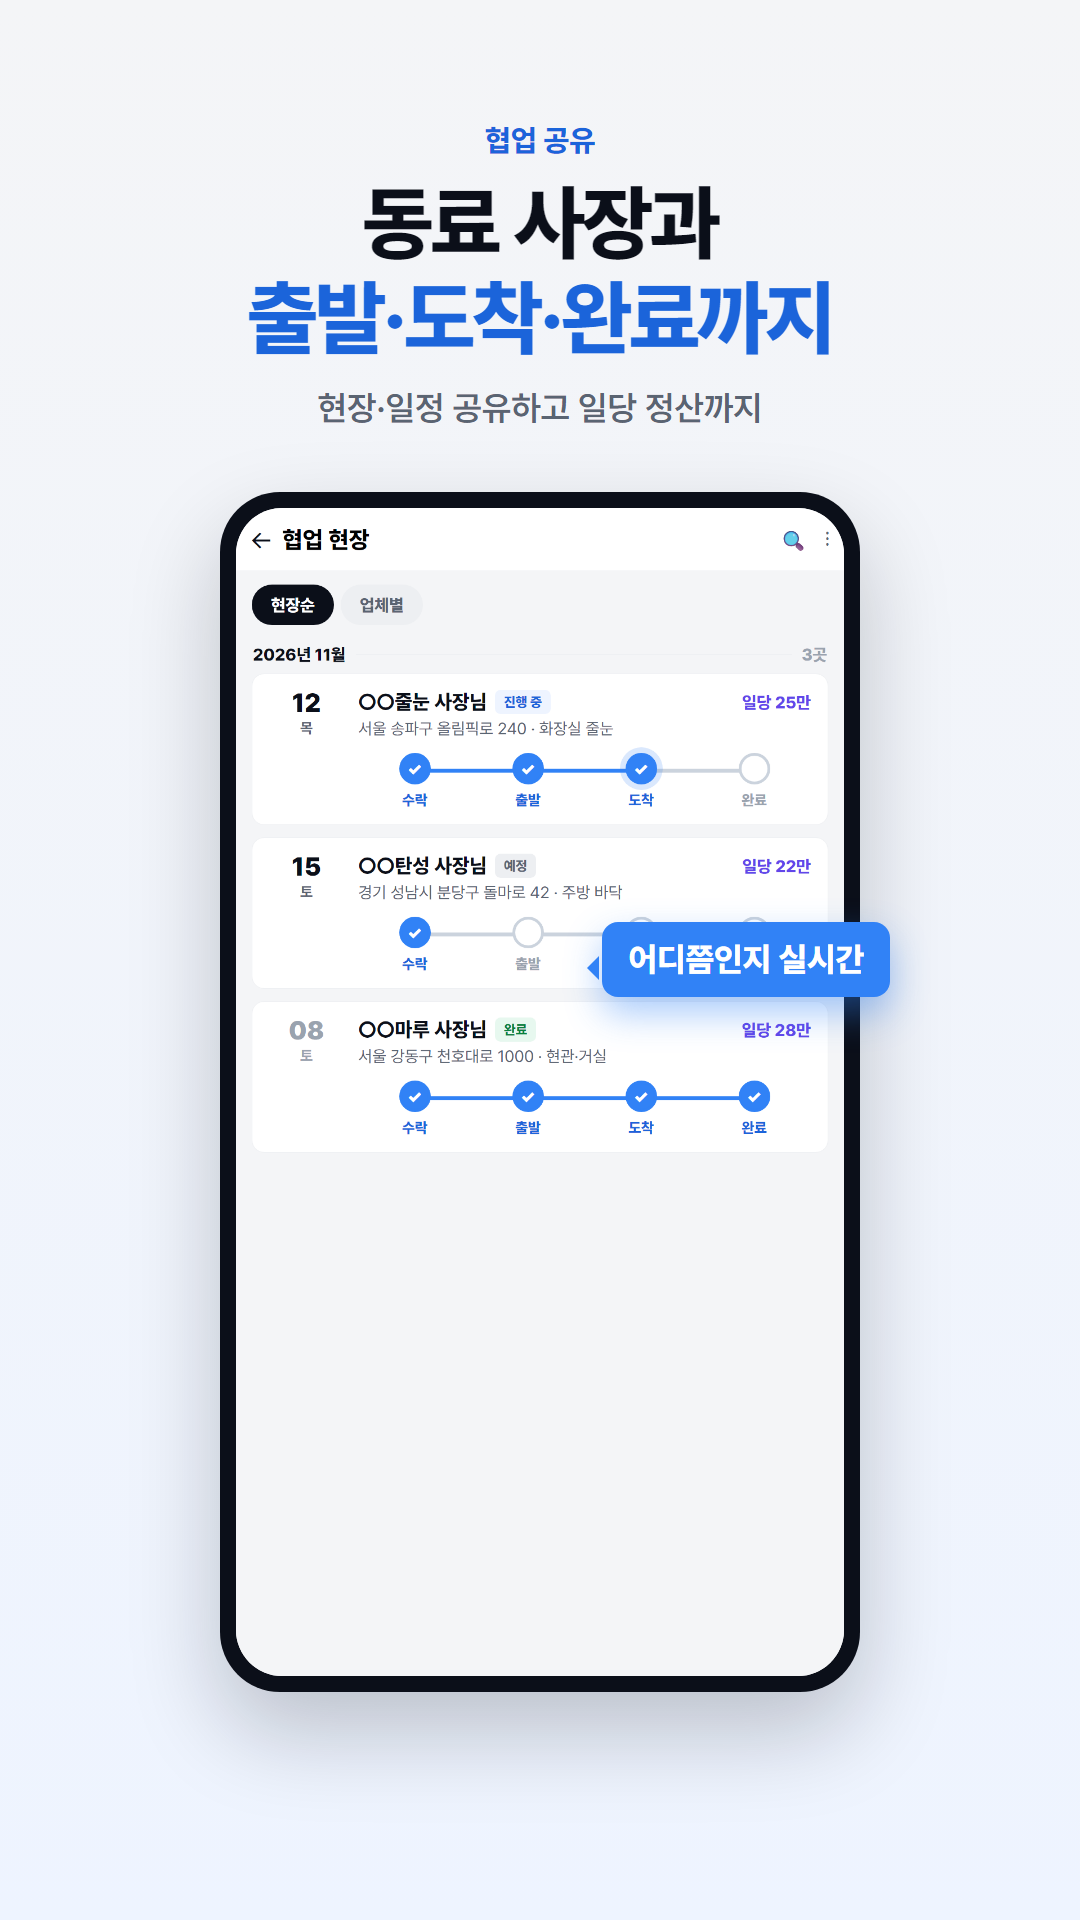 협업 공유
동료 사장과
출발·도착·완료까지
현장·일정 공유하고 일당 정산까지
← 협업 현장
현장순 업체별
2026년 11월 3곳
12 ○○줄눈 사장님 진행 중 일당 25만
목 서울 송파구 올림픽로 240 · 화장실 줄눈
수락 출발 도착 완료
15 ○○탄성 사장님 예정 일당 22만
토 경기 성남시 분당구 돌마로 42 · 주방 바닥
어디쯤인지 실시간
수락 출발
08 ○○마루 사장님 완료 일당 28만
토 서울 강동구 천호대로 1000 · 현관·거실
수락 출발 도착 완료